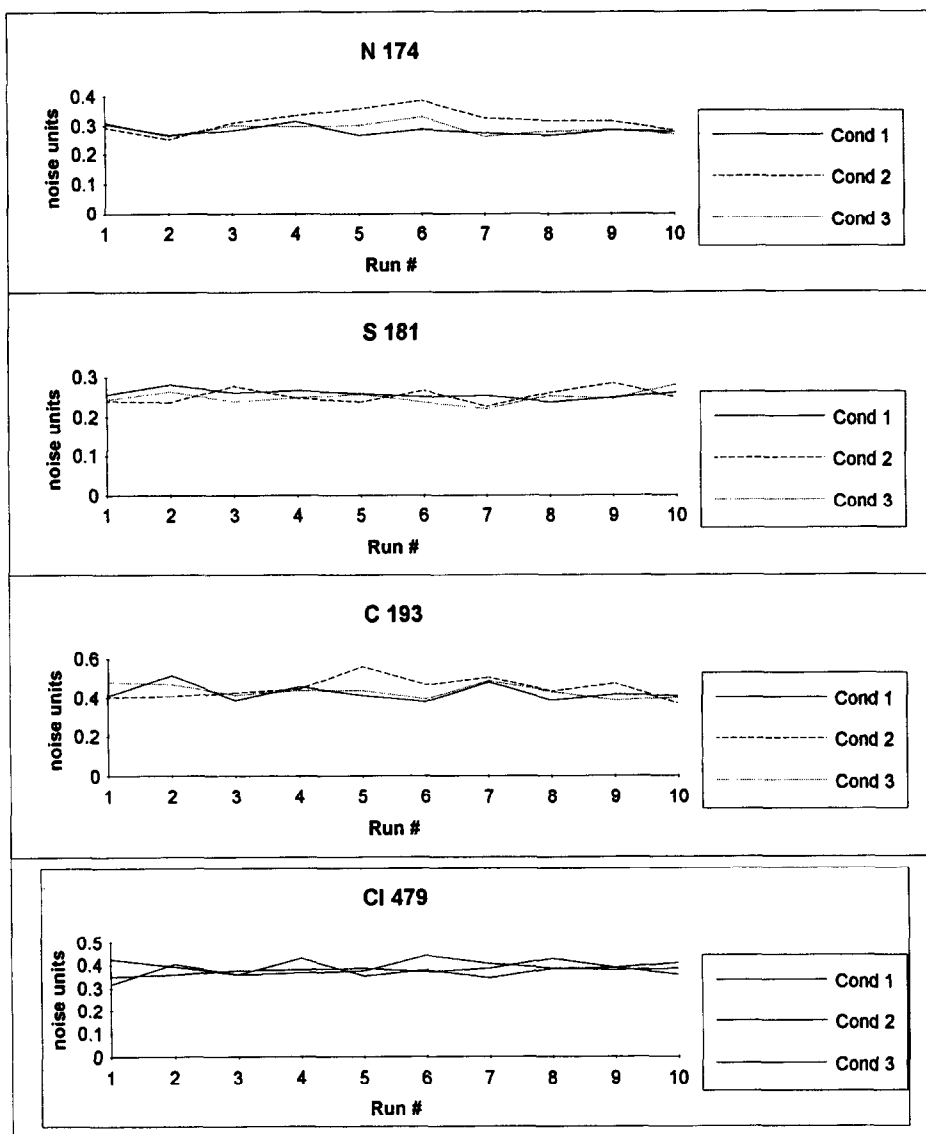 N 174
noise units
0.4
0.3
0.2
0.1
0
1 2 3 4 5 6 7 8 9 10
Run #
Cond 1
Cond 2
Cond 3
S 181
noise units
0.3
0.2
0.1
0
1 2 3 4 5 6 7 8 9 10
Run #
Cond 1
Cond 2
Cond 3
C 193
noise units
0.6
0.4
0.2
0
1 2 3 4 5 6 7 8 9 10
Run #
Cond 1
Cond 2
Cond 3
Cl 479
noise units
0.5
0.4
0.3
0.2
0.1
0
1 2 3 4 5 6 7 8 9 10
Run #
Cond 1
Cond 2
Cond 3